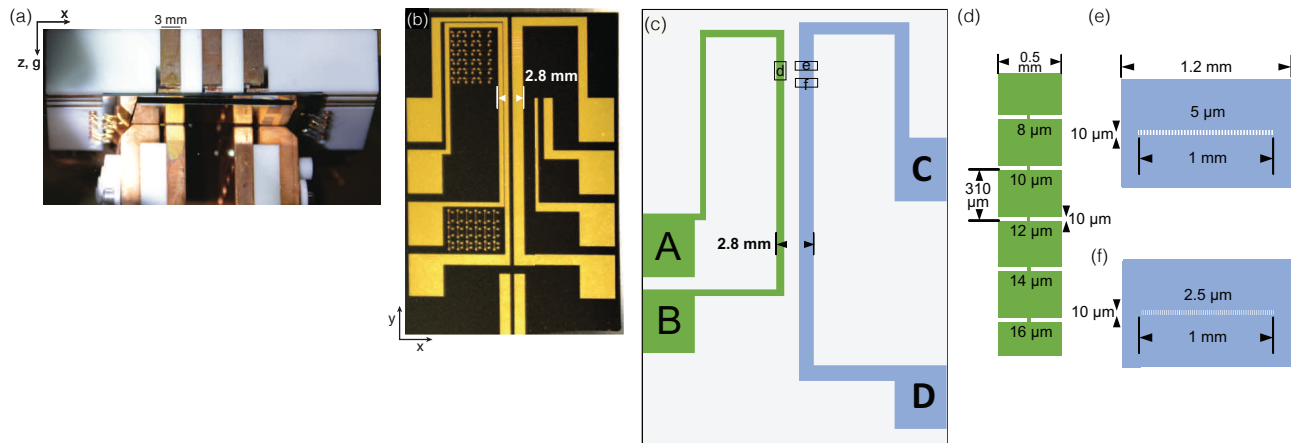 (a)
x
3 mm
z, g
(b)
2.8 mm
y
x
(c)
d
e
f
A
B
C
D
2.8 mm
(d)
0.5
mm
8 µm
10 µm
310
µm
10 µm
12 µm
14 µm
16 µm
(e)
1.2 mm
5 µm
10 µm
1 mm
(f)
2.5 µm
10 µm
1 mm